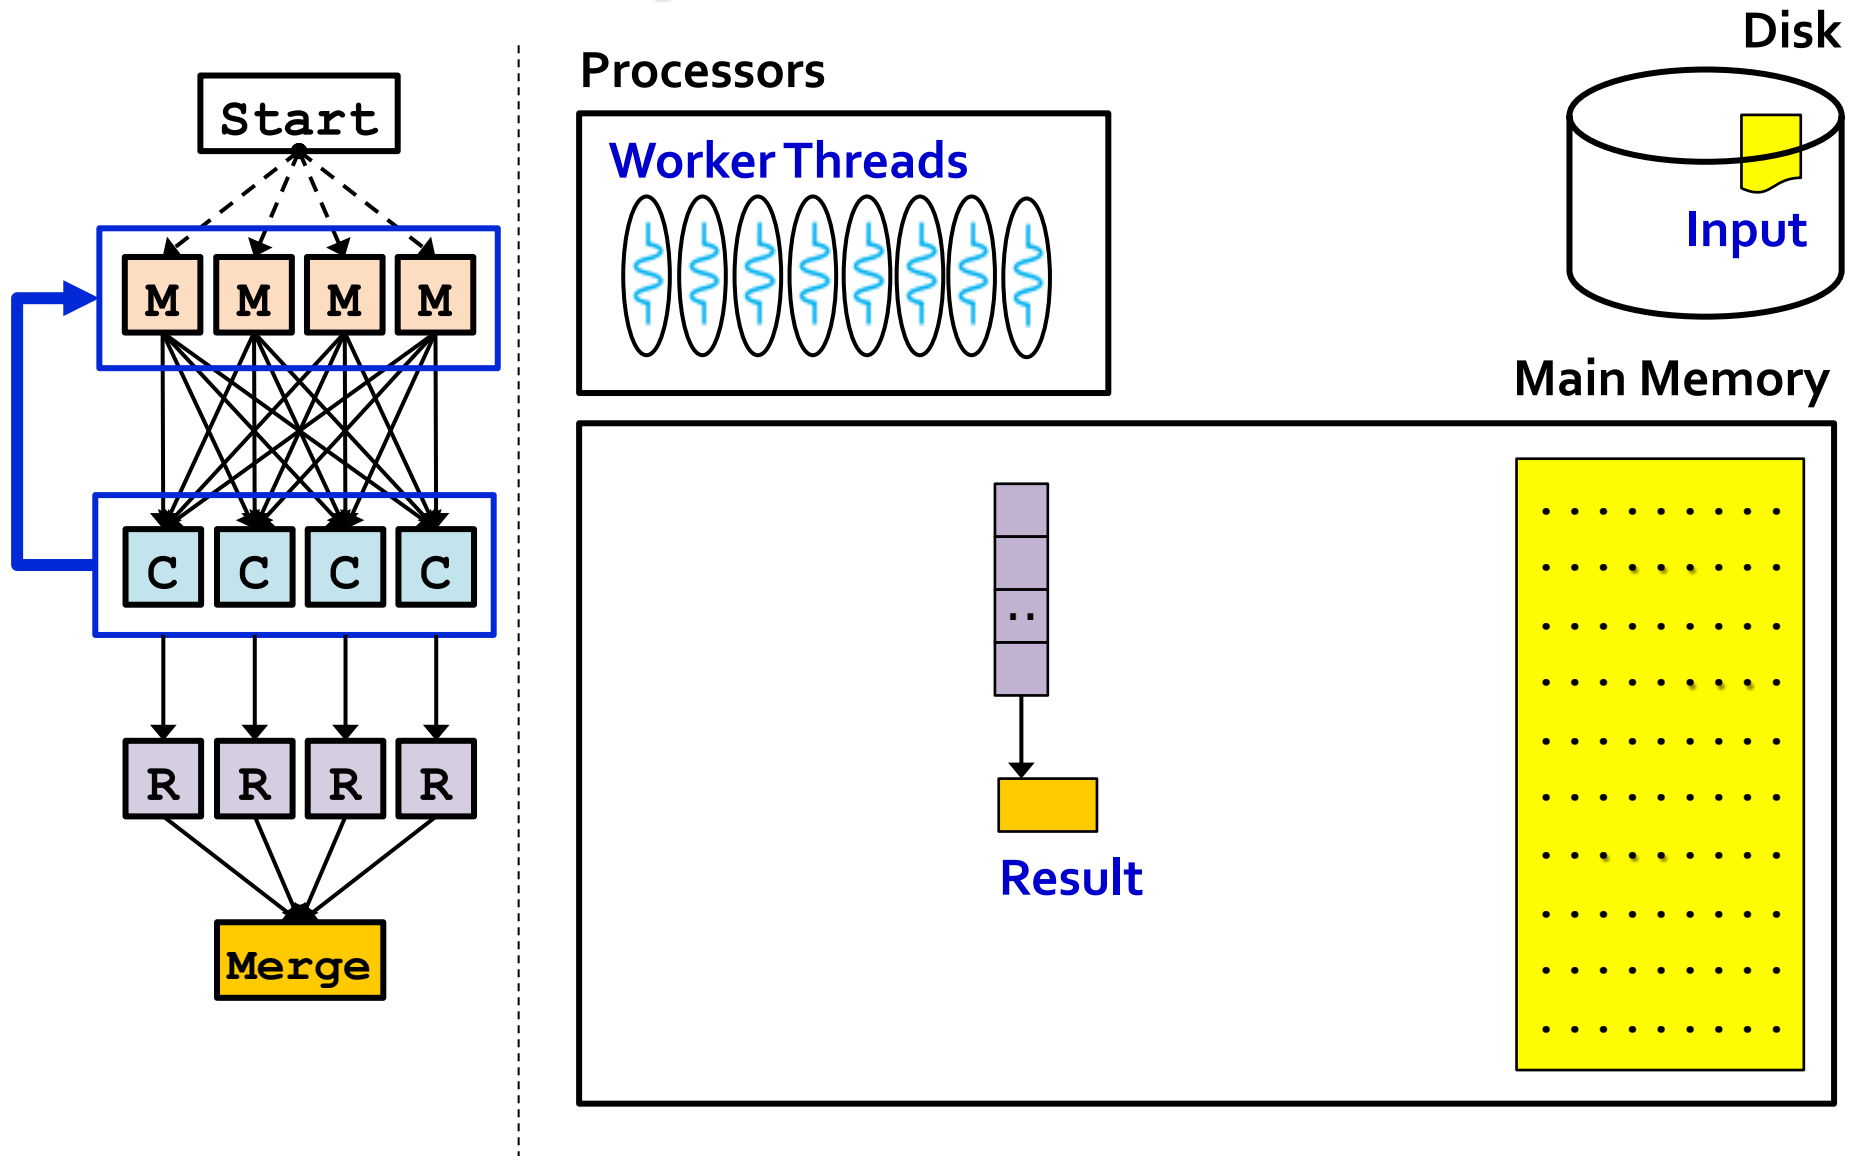 Start
M M M M
C C C C
R R R R
Merge
Processors
Worker Threads
Disk
Input
Main Memory
..
Result